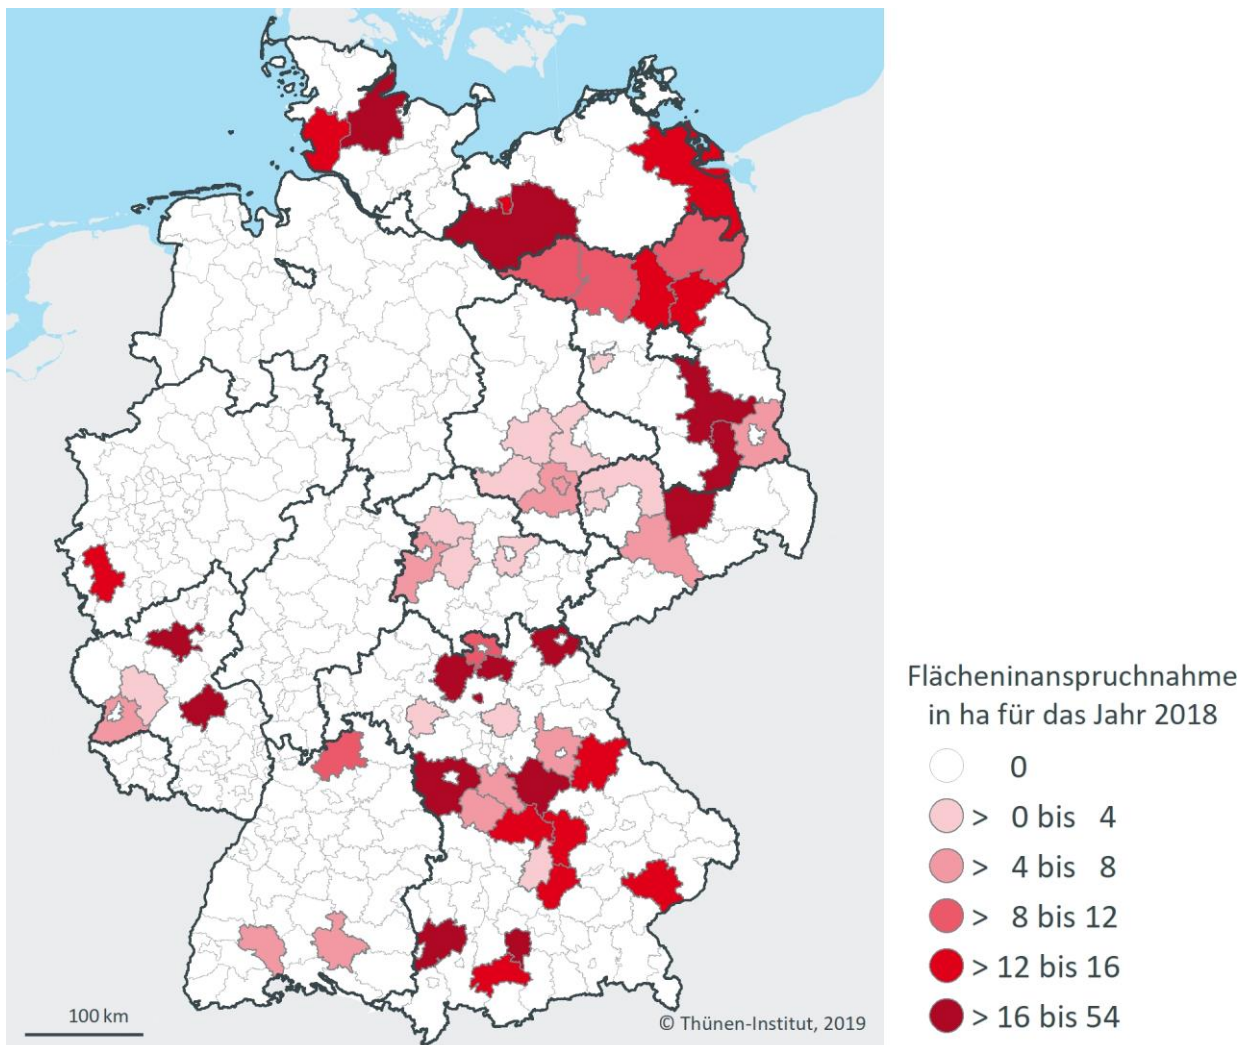 Flächeninanspruchnahme
in ha für das Jahr 2018
0
> 0 bis 4
> 4 bis 8
> 8 bis 12
> 12 bis 16
> 16 bis 54
100 km
© Thünen-Institut, 2019